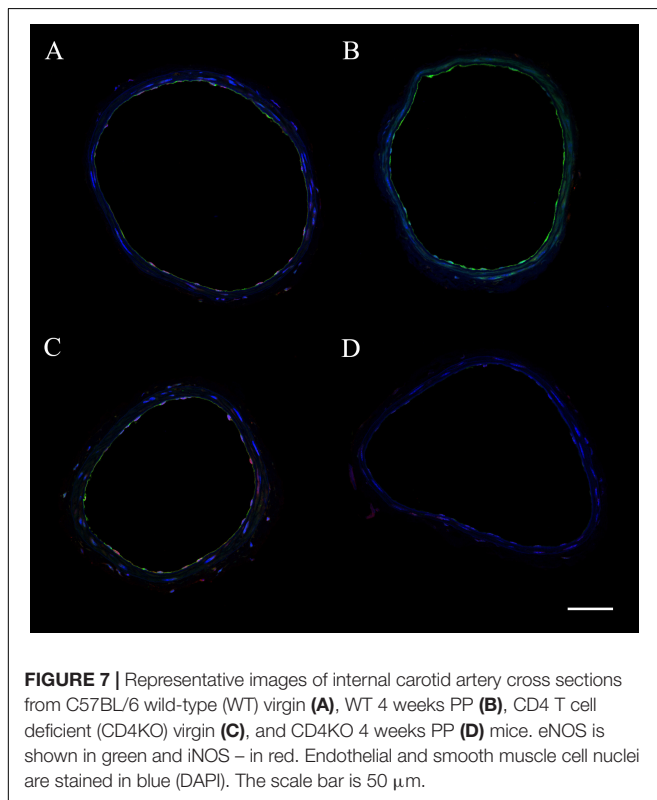 A
B
C
D
FIGURE 7 | Representative images of internal carotid artery cross sections
from C57BL/6 wild-type (WT) virgin (A), WT 4 weeks PP (B), CD4 T cell
deficient (CD4KO) virgin (C), and CD4KO 4 weeks PP (D) mice. eNOS is
shown in green and iNOS – in red. Endothelial and smooth muscle cell nuclei
are stained in blue (DAPI). The scale bar is 50 μm.